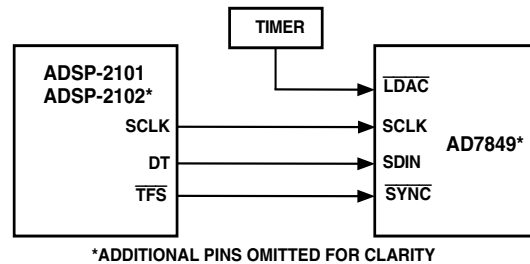 TIMER
ADSP-2101
ADSP-2102*
SCLK
DT
TFS
LDAC
SCLK
SDIN
SYNC
AD7849*
*ADDITIONAL PINS OMITTED FOR CLARITY